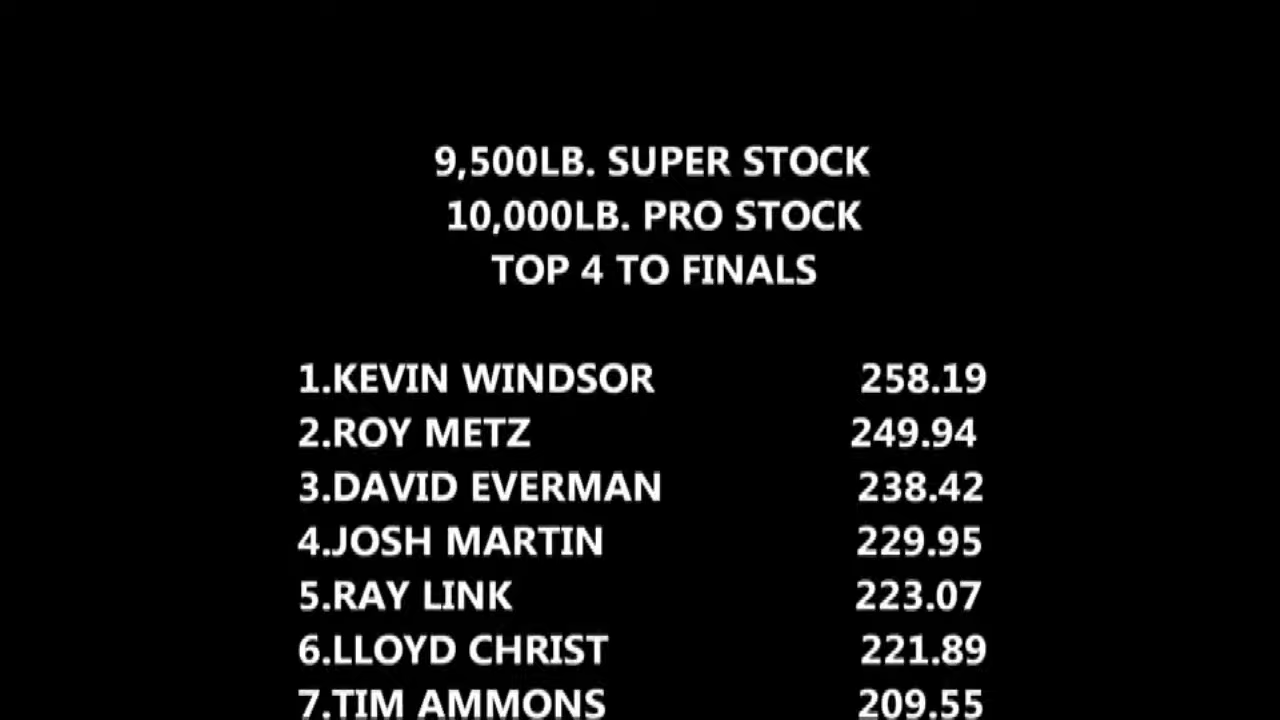 9,500LB. SUPER STOCK
10,000LB. PRO STOCK
TOP 4 TO FINALS
1.KEVIN WINDSOR 258.19
2.ROY METZ 249.94
3.DAVID EVERMAN 238.42
4.JOSH MARTIN 229.95
5.RAY LINK 223.07
6.LLOYD CHRIST 221.89
7.TIM AMMONS 209.55